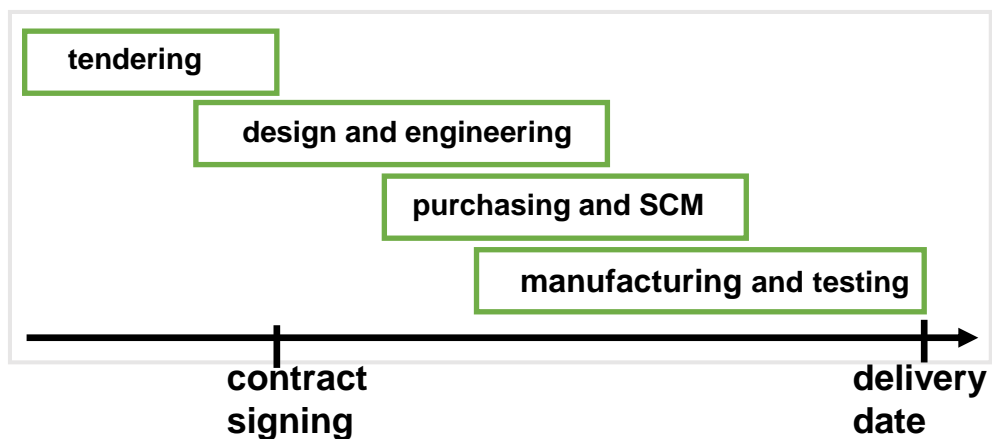 tendering
design and engineering
purchasing and SCM
manufacturing and testing
contract
signing
delivery
date